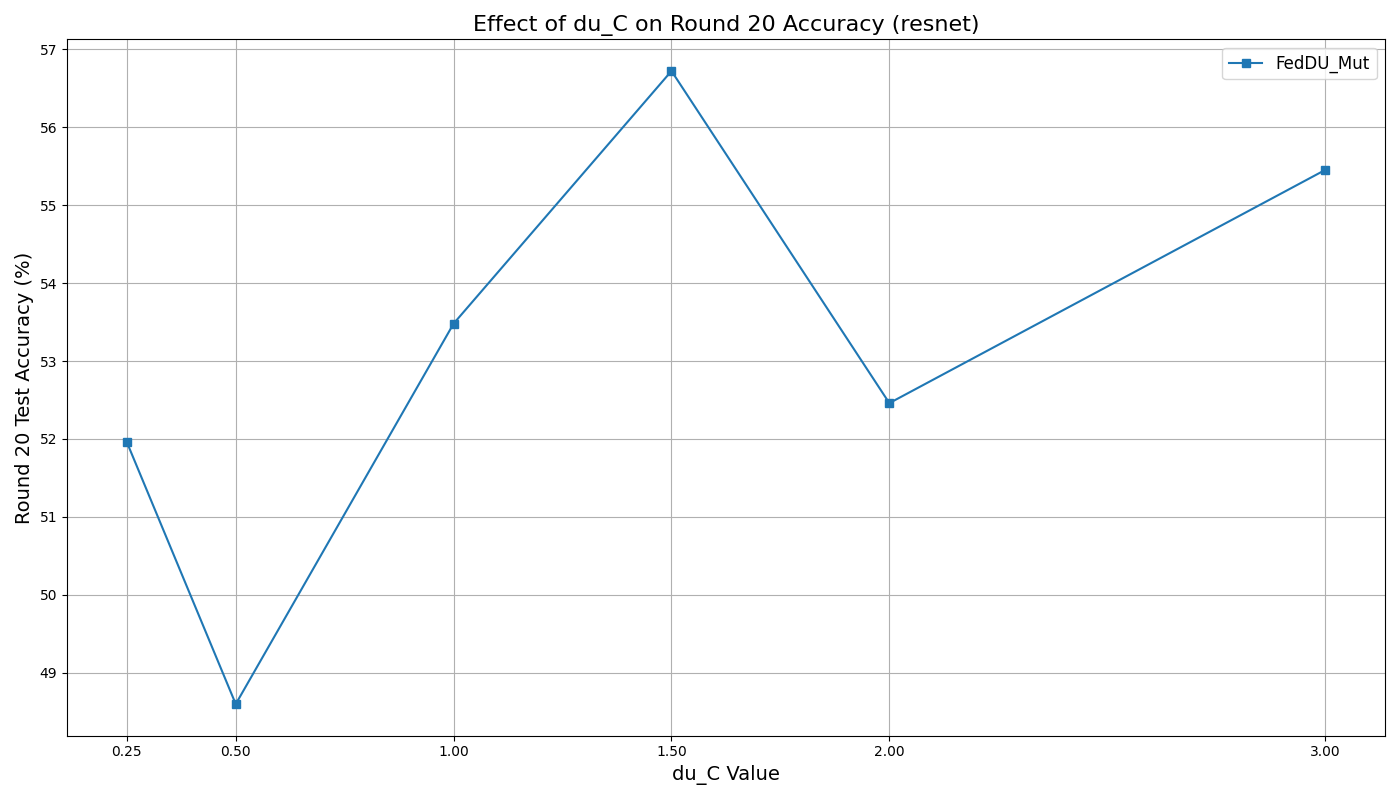 Effect of du_C on Round 20 Accuracy (resnet)
FedDU_Mut
Round 20 Test Accuracy (%)
57
56
55
54
53
52
51
50
49
0.25 0.50 1.00 1.50 2.00 3.00
du_C Value